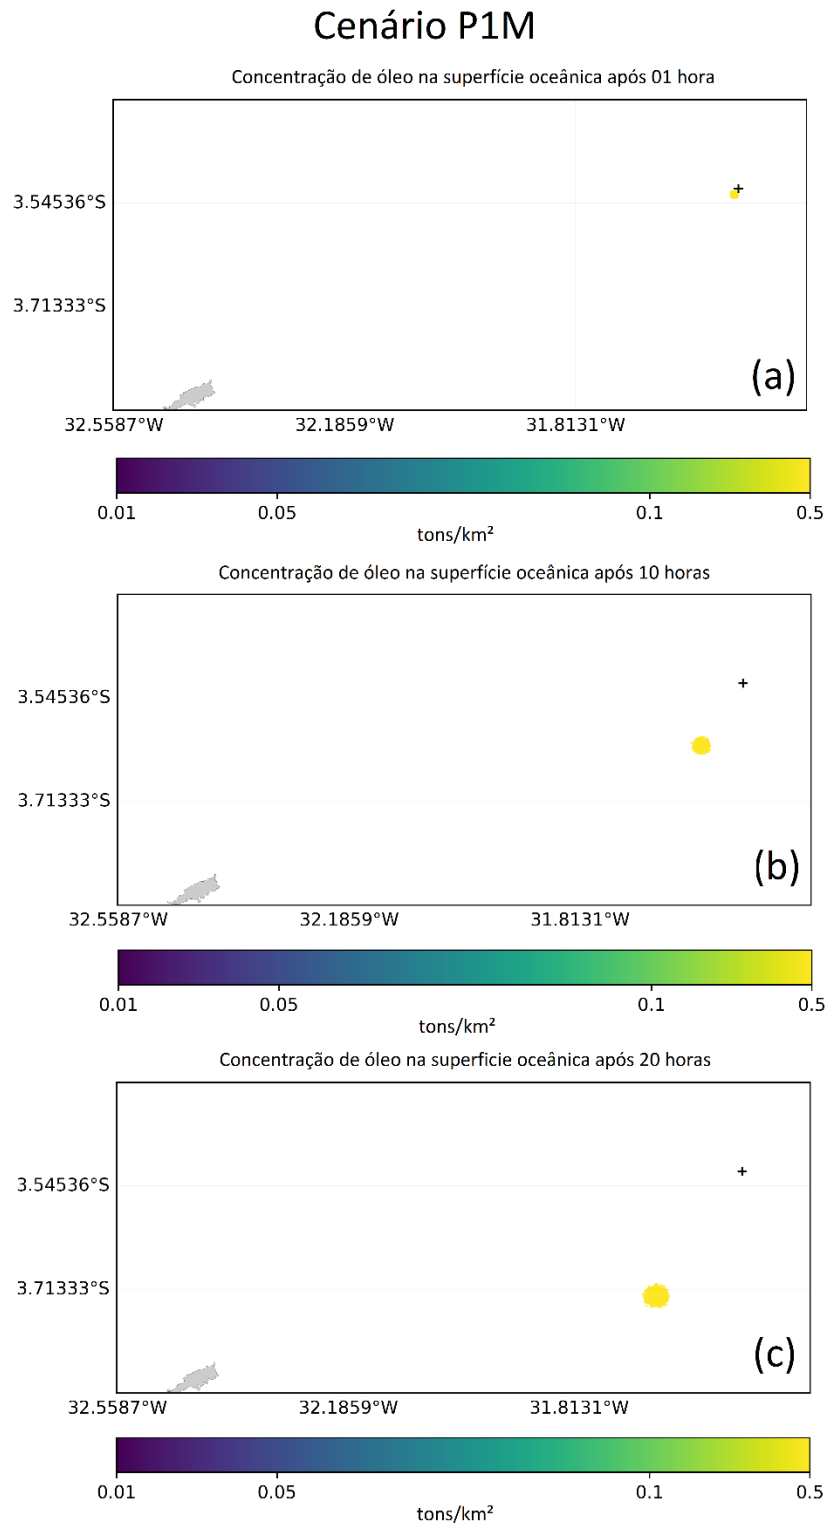 Cenário P1M
Concentração de óleo na superfície oceânica após 01 hora
3.54536°S
3.71333°S
(a)
32.5587°W 32.1859°W 31.8131°W
0.01 0.05 0.1 0.5
tons/km²
Concentração de óleo na superfície oceânica após 10 horas
3.54536°S
3.71333°S
(b)
32.5587°W 32.1859°W 31.8131°W
0.01 0.05 0.1 0.5
tons/km²
Concentração de óleo na superficie oceânica após 20 horas
3.54536°S
3.71333°S
(c)
32.5587°W 32.1859°W 31.8131°W
0.01 0.05 0.1 0.5
tons/km²